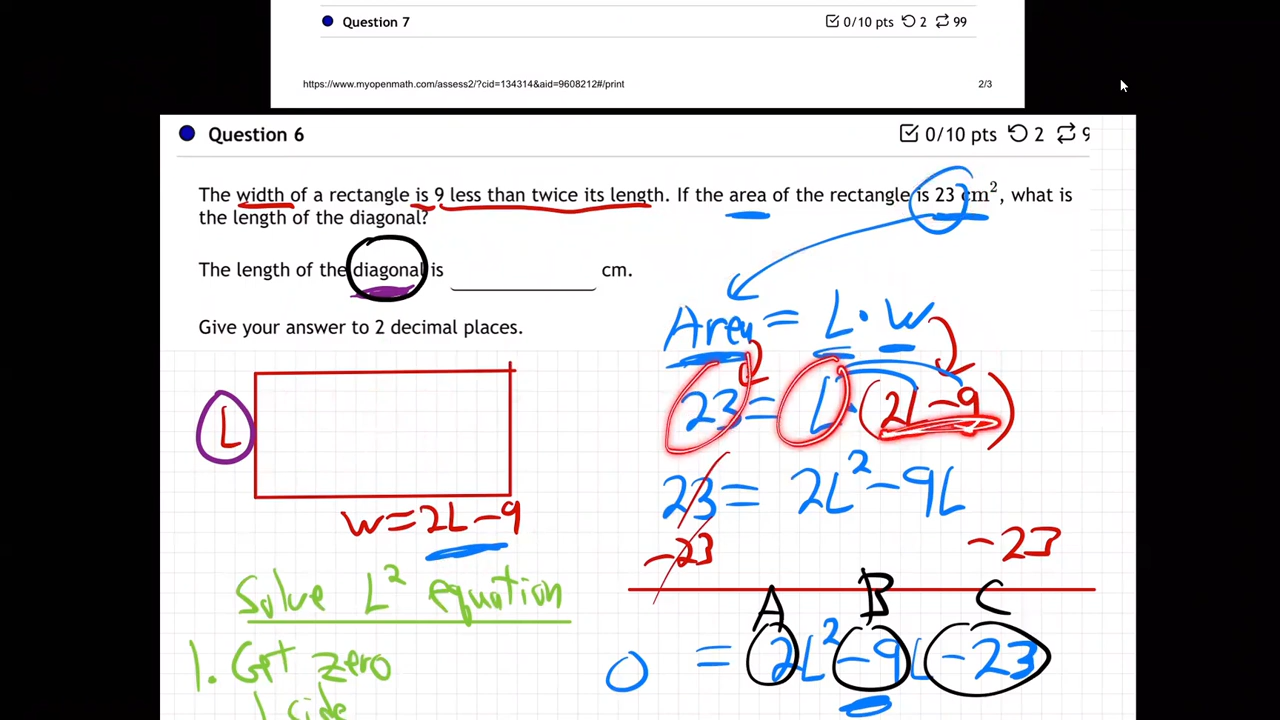 Question 7 0/10 pts 2 99
https://www.myopenmath.com/assess2/?cid=134314&aid=9608212#/print 2/3
Question 6 0/10 pts 2 9
The width of a rectangle is 9 less than twice its length. If the area of the rectangle is 23 cm², what is
the length of the diagonal?
The length of the diagonal is cm.
Give your answer to 2 decimal places.
Area = L · W
L
23 = L · (2L - 9)
23 = 2L² - 9L
W = 2L - 9
-23 -23
Solve L² equation
A B C
0 = 2L² - 9L - 23
1. Get zero
1 side